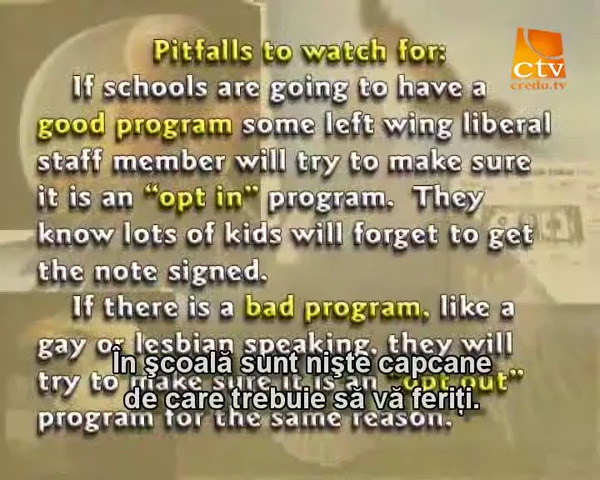 Pitfalls to watch for:
If schools are going to have a
good program some left wing liberal
staff member will try to make sure
it is an “opt in” program. They
know lots of kids will forget to get
the note signed.
If there is a bad program, like a
gay or lesbian speaking, they will
try to make sure it is an “opt out”
program for the same reason.
În şcoală sunt nişte capcane
de care trebuie să vă feriţi.
ctv
credo.tv